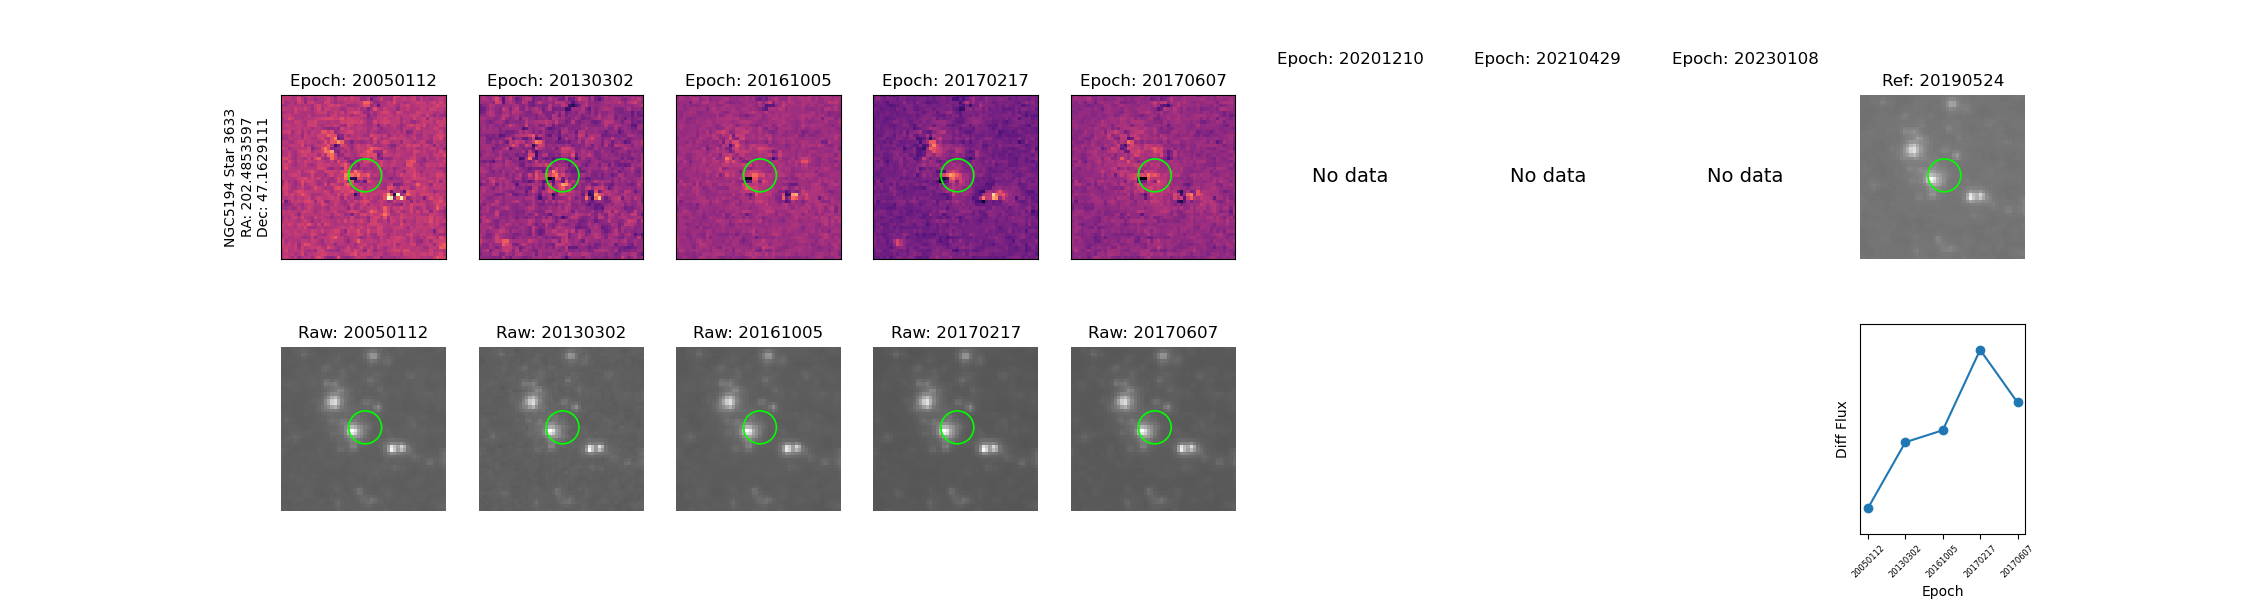 NGC5194 Star 3633
RA: 202.4853597
Dec: 47.1629111
Epoch: 20050112
Epoch: 20130302
Epoch: 20161005
Epoch: 20170217
Epoch: 20170607
Epoch: 20201210
Epoch: 20210429
Epoch: 20230108
Ref: 20190524
No data
No data
No data
Raw: 20050112
Raw: 20130302
Raw: 20161005
Raw: 20170217
Raw: 20170607
Diff Flux
20050112
20130302
20161005
20170217
20170607
Epoch